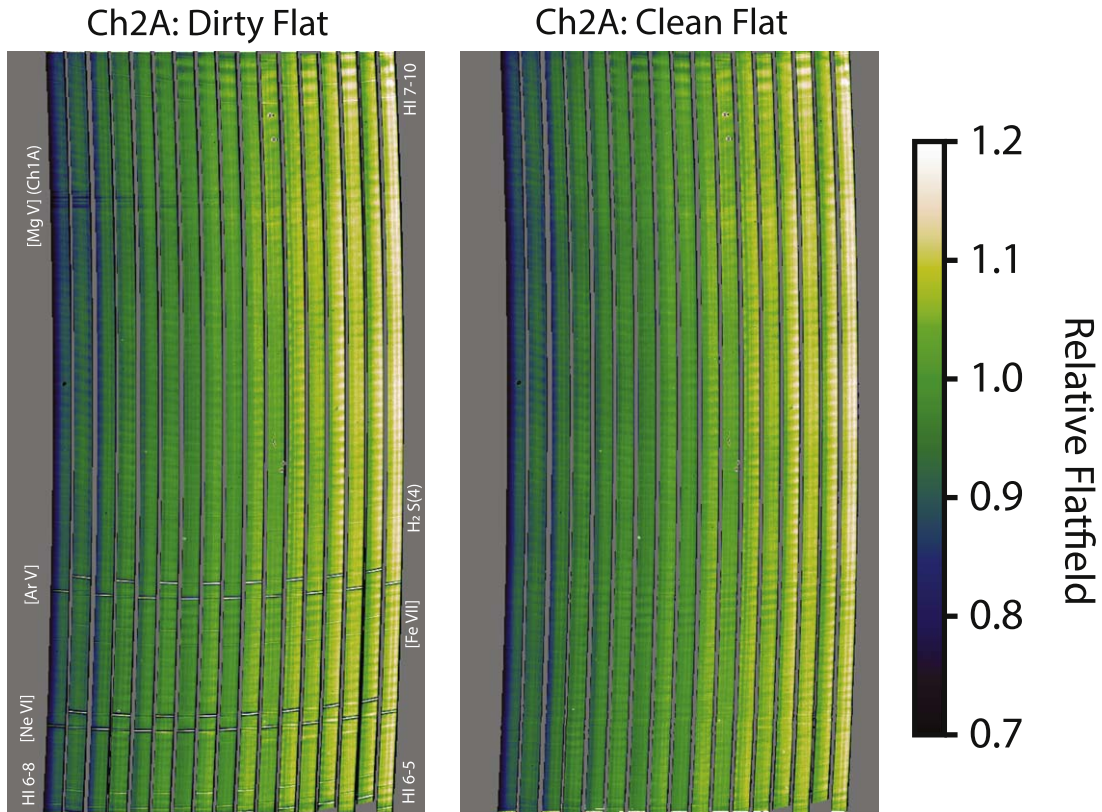 Ch2A: Dirty Flat
Ch2A: Clean Flat
[Mg V] (Ch1A)
[Ar V]
[Ne VI]
HI 6-8
HI 7-10
H₂ S(4)
[Fe VII]
HI 6-5
1.2
1.1
1.0
0.9
0.8
0.7
Relative Flatfield